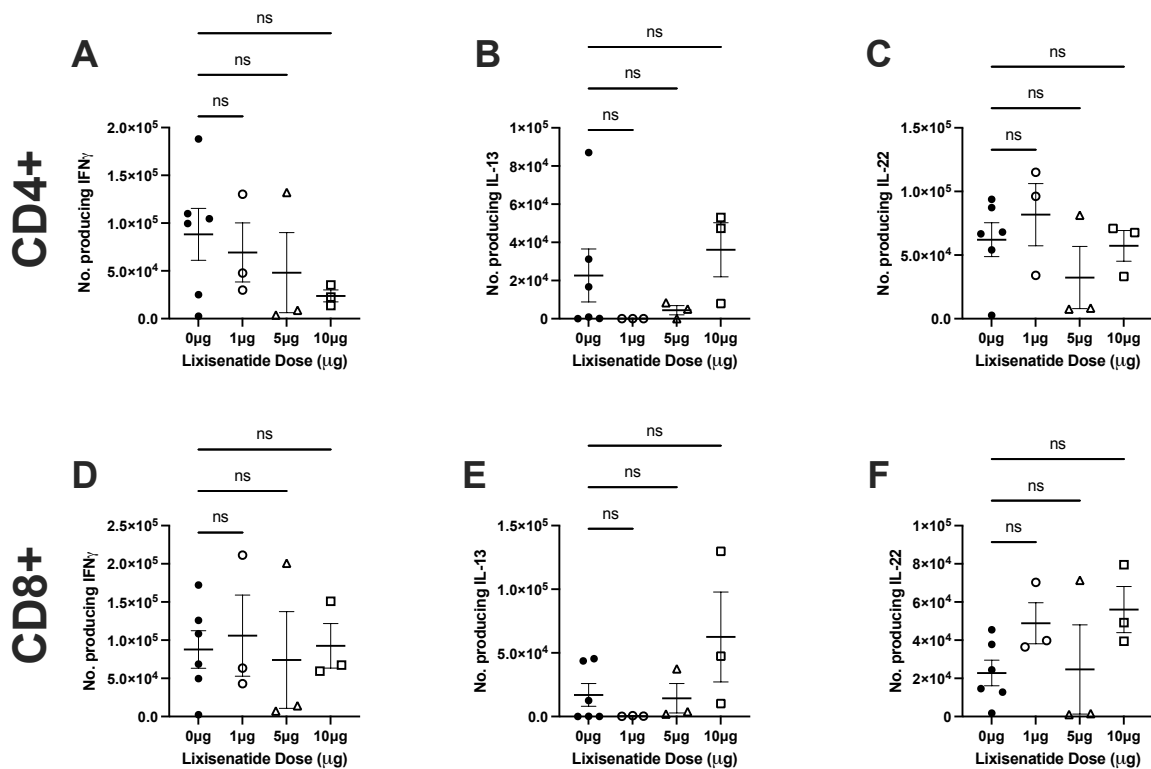 CD4+
A
ns
ns
ns
No. producing IFNγ
2.0×10⁵
1.5×10⁵
1.0×10⁵
5.0×10⁴
0.0
0µg 1µg 5µg 10µg
Lixisenatide Dose (µg)
B
ns
ns
ns
No. producing IL-13
1×10⁵
8×10⁴
6×10⁴
4×10⁴
2×10⁴
0
0µg 1µg 5µg 10µg
Lixisenatide Dose (µg)
C
ns
ns
ns
No. producing IL-22
1.5×10⁵
1.0×10⁵
5.0×10⁴
0.0
0µg 1µg 5µg 10µg
Lixisenatide Dose (µg)
CD8+
D
ns
ns
ns
No. producing IFNγ
2.5×10⁵
2.0×10⁵
1.5×10⁵
1.0×10⁵
5.0×10⁴
0.0
0µg 1µg 5µg 10µg
Lixisenatide Dose (µg)
E
ns
ns
ns
No. producing IL-13
1.5×10⁵
1.0×10⁵
5.0×10⁴
0.0
0µg 1µg 5µg 10µg
Lixisenatide Dose (µg)
F
ns
ns
ns
No. producing IL-22
1×10⁵
8×10⁴
6×10⁴
4×10⁴
2×10⁴
0
0µg 1µg 5µg 10µg
Lixisenatide Dose (µg)